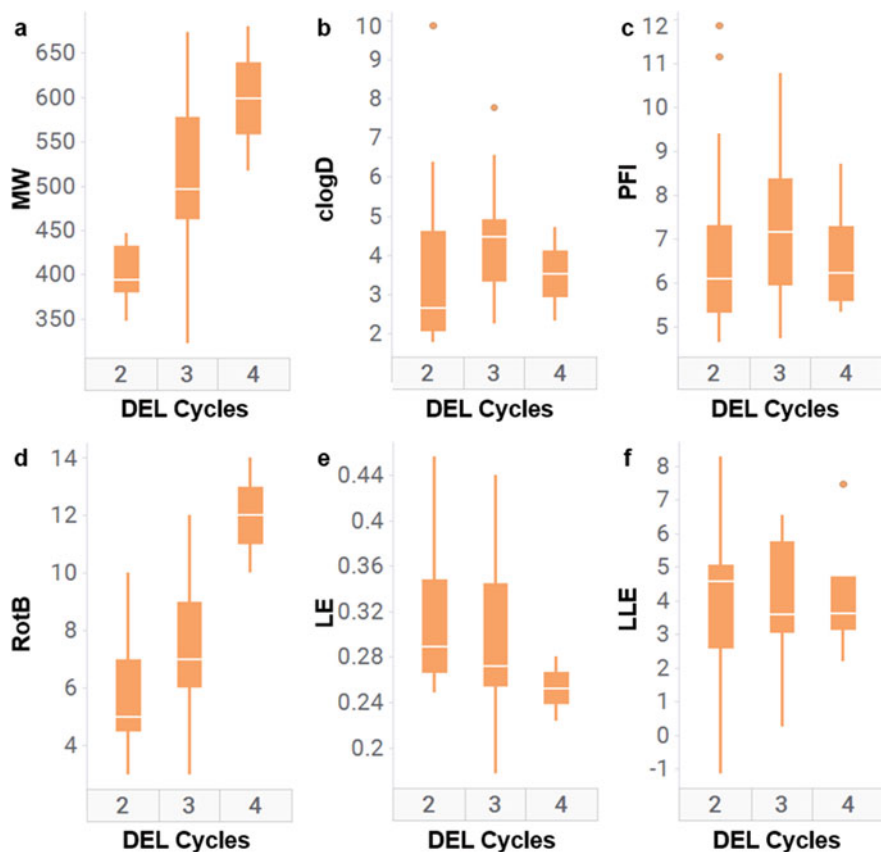 a
MW
650
600
550
500
450
400
350
2 3 4
DEL Cycles
b
clogD
10
9
8
7
6
5
4
3
2
2 3 4
DEL Cycles
c
PFI
12
11
10
9
8
7
6
5
2 3 4
DEL Cycles
d
RotB
14
12
10
8
6
4
2 3 4
DEL Cycles
e
LE
0.44
0.4
0.36
0.32
0.28
0.24
0.2
2 3 4
DEL Cycles
f
LLE
8
7
6
5
4
3
2
1
0
-1
2 3 4
DEL Cycles